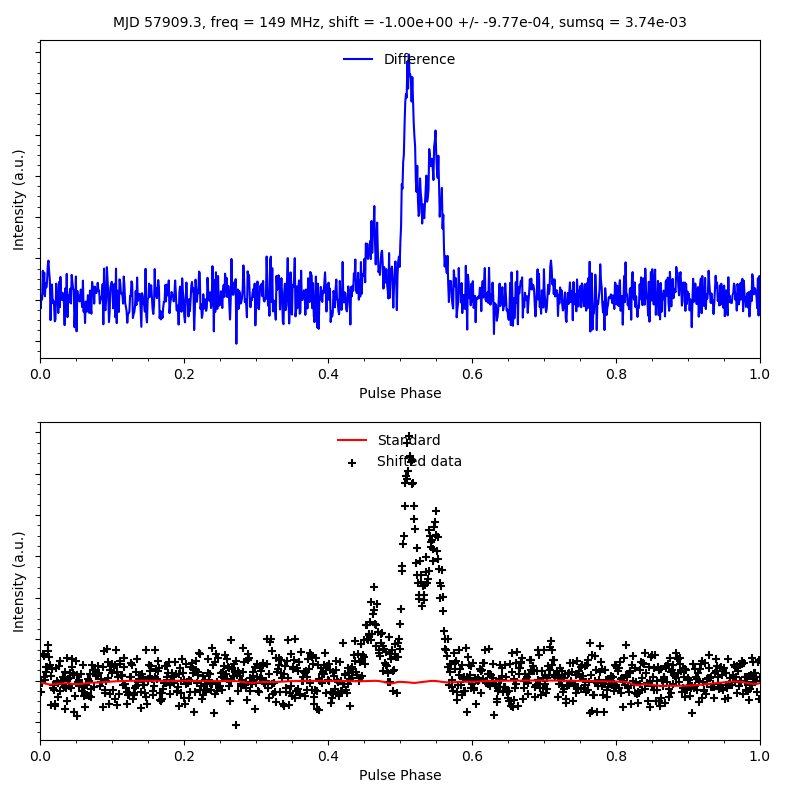 MJD 57909.3, freq = 149 MHz, shift = -1.00e+00 +/- -9.77e-04, sumsq = 3.74e-03
Difference
Intensity (a.u.)
0.0 0.2 0.4 0.6 0.8 1.0
Pulse Phase
Standard
Shifted data
Intensity (a.u.)
0.0 0.2 0.4 0.6 0.8 1.0
Pulse Phase